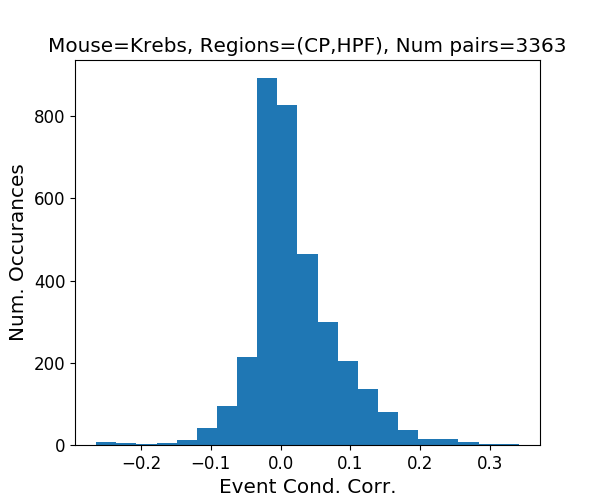 Mouse=Krebs, Regions=(CP,HPF), Num pairs=3363
Num. Occurances
800
600
400
200
0
−0.2 −0.1 0.0 0.1 0.2 0.3
Event Cond. Corr.